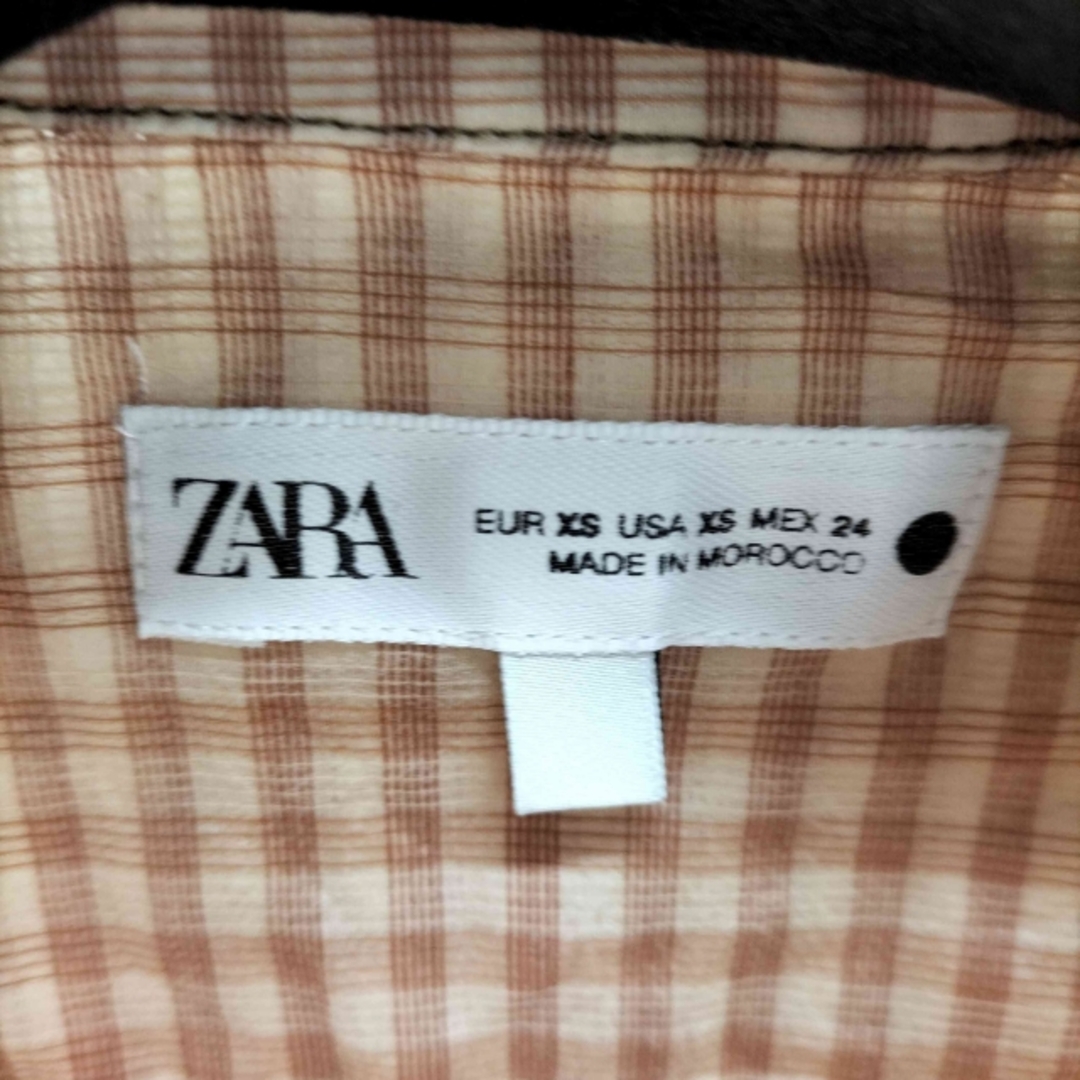 ZARA
EUR XS USA XS MEX 24
MADE IN MOROCCO